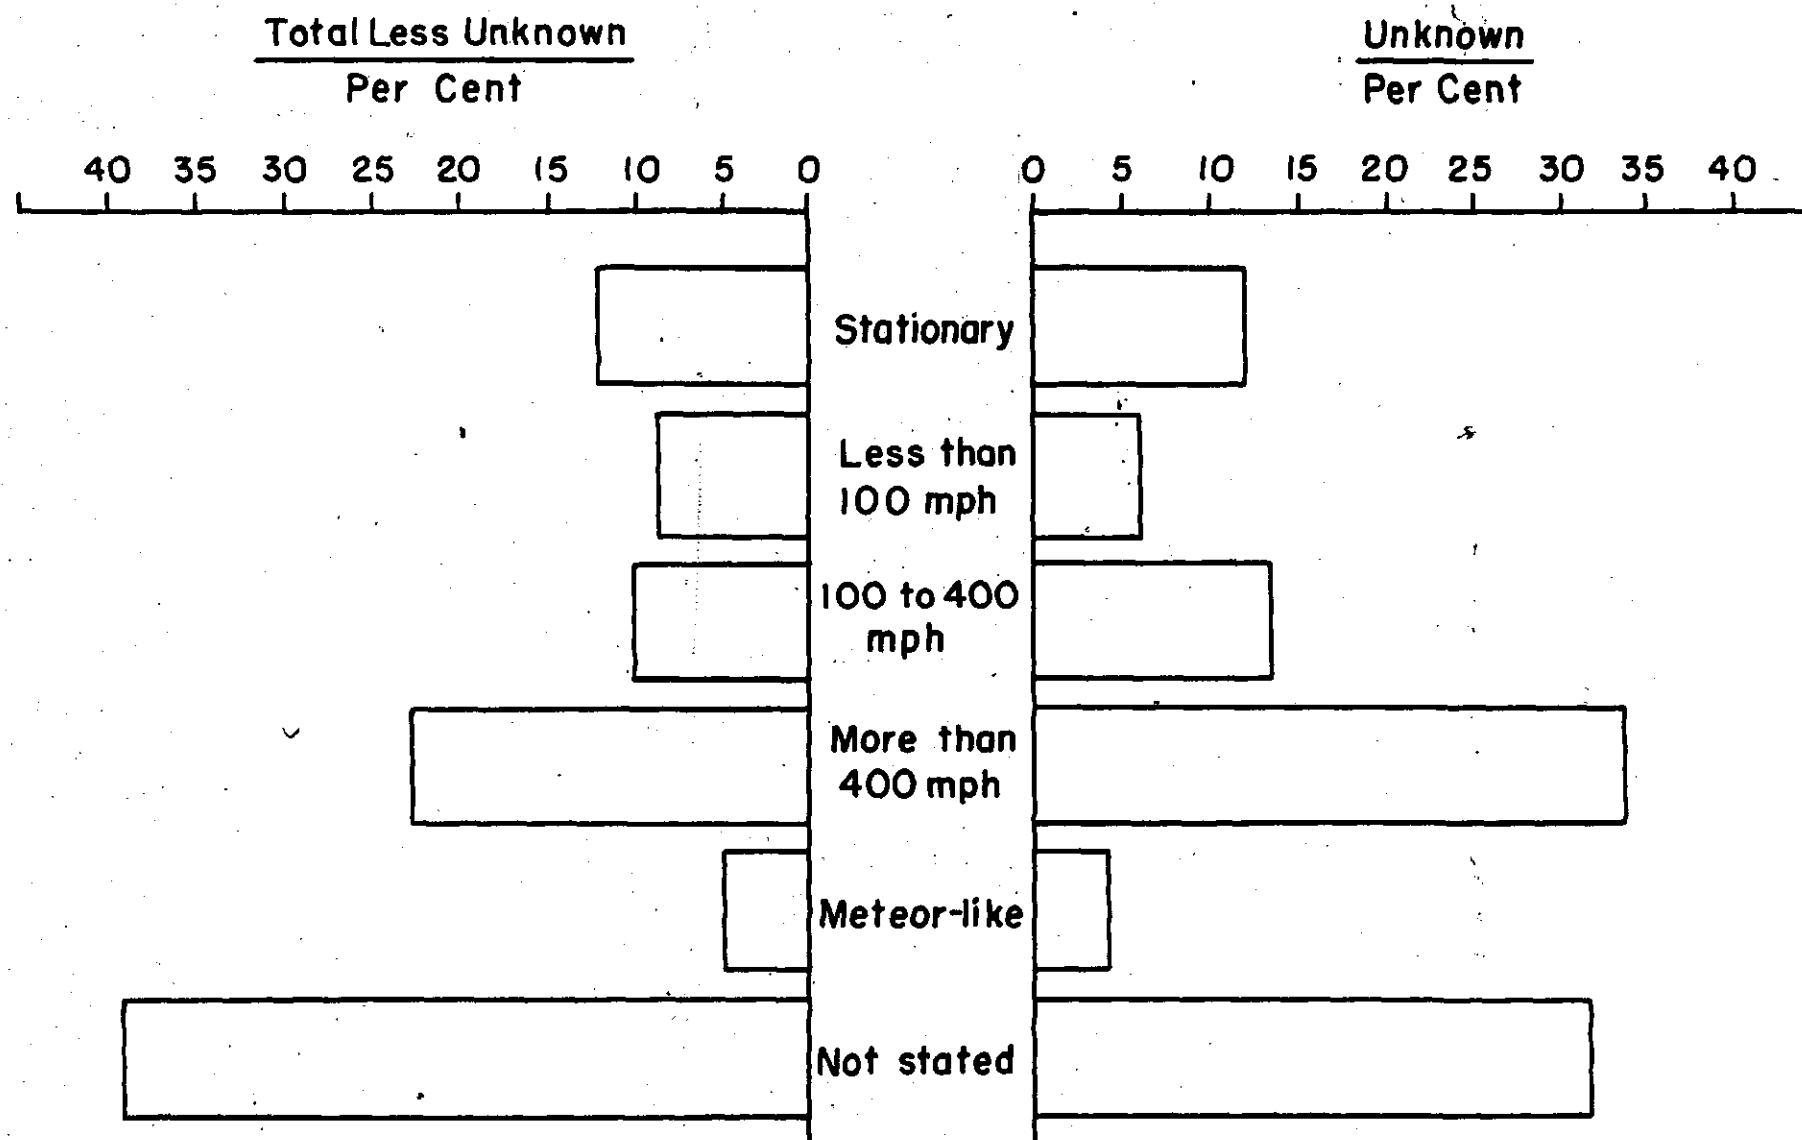 Total Less Unknown
Per Cent
Unknown
Per Cent
40 35 30 25 20 15 10 5 0
0 5 10 15 20 25 30 35 40
Stationary
Less than
100 mph
100 to 400
mph
More than
400 mph
Meteor-like
Not stated